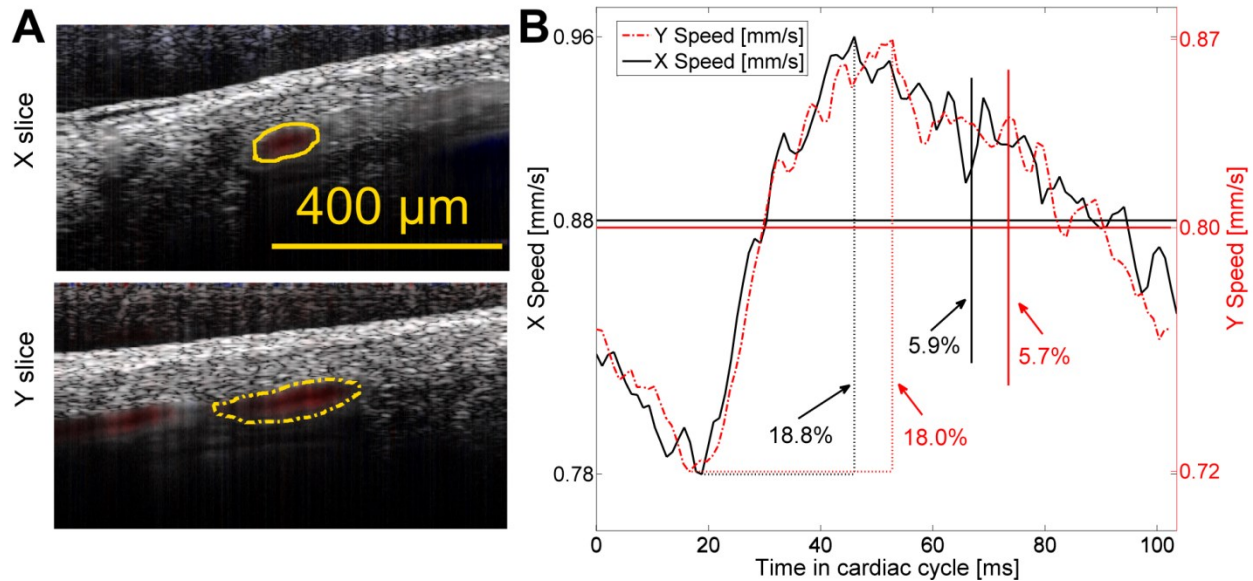 A
X slice
400 µm
Y slice
B
Y Speed [mm/s]
X Speed [mm/s]
X Speed [mm/s]
0.96
0.88
0.78
5.9%
5.7%
18.8%
18.0%
0.87
0.80
0.72
Y Speed [mm/s]
0
20
40
60
80
100
Time in cardiac cycle [ms]